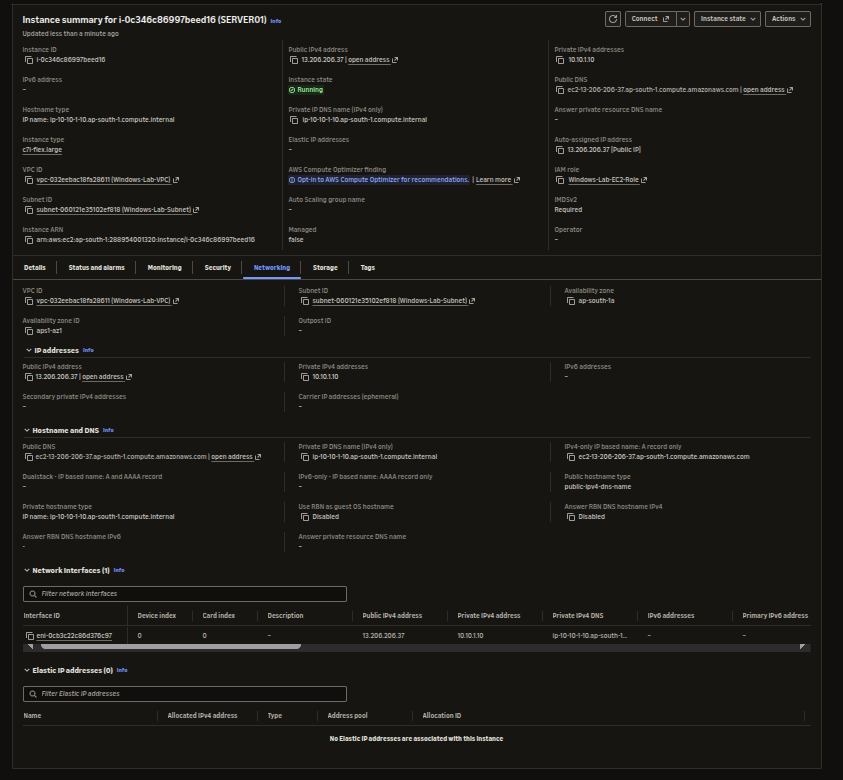 Instance summary for i-0c346c86997beed16 (SERVER01) Info
Connect
Instance state
Actions
Updated less than a minute ago
Instance ID
i-0c346c86997beed16
Public IPv4 address
13.206.206.37 | open address
Private IPv4 addresses
10.10.1.10
IPv6 address
–
Instance state
Running
Public DNS
ec2-13-206-206-37.ap-south-1.compute.amazonaws.com | open address
Hostname type
IP name: ip-10-10-1-10.ap-south-1.compute.internal
Private IP DNS name (IPv4 only)
ip-10-10-1-10.ap-south-1.compute.internal
Answer private resource DNS name
–
Instance type
c7i-flex.large
Elastic IP addresses
–
Auto-assigned IP address
13.206.206.37 [Public IP]
VPC ID
vpc-032eebac18fa28611 (Windows-Lab-VPC)
AWS Compute Optimizer finding
Opt-in to AWS Compute Optimizer for recommendations. | Learn more
IAM role
Windows-Lab-EC2-Role
Subnet ID
subnet-060121e35102ef818 (Windows-Lab-Subnet)
Auto Scaling group name
–
IMDSv2
Required
Instance ARN
arn:aws:ec2:ap-south-1:288954001320:instance/i-0c346c86997beed16
Managed
false
Operator
–
Details
Status and alarms
Monitoring
Security
Networking
Storage
Tags
VPC ID
vpc-032eebac18fa28611 (Windows-Lab-VPC)
Subnet ID
subnet-060121e35102ef818 (Windows-Lab-Subnet)
Availability zone
ap-south-1a
Availability zone ID
aps1-az1
Outpost ID
–
IP addresses Info
Public IPv4 address
13.206.206.37 | open address
Private IPv4 addresses
10.10.1.10
IPv6 addresses
–
Secondary private IPv4 addresses
–
Carrier IP addresses (ephemeral)
–
Hostname and DNS Info
Public DNS
ec2-13-206-206-37.ap-south-1.compute.amazonaws.com | open address
Private IP DNS name (IPv4 only)
ip-10-10-1-10.ap-south-1.compute.internal
IPv4-only IP based name: A record only
ec2-13-206-206-37.ap-south-1.compute.amazonaws.com
Dualstack - IP based name: A and AAAA record
–
IPv6-only - IP based name: AAAA record only
–
Public hostname type
public-ipv4-dns-name
Private hostname type
IP name: ip-10-10-1-10.ap-south-1.compute.internal
Use RBN as guest OS hostname
Disabled
Answer RBN DNS hostname IPv4
Disabled
Answer RBN DNS hostname IPv6
-
Answer private resource DNS name
–
Network Interfaces (1) Info
Filter network interfaces
Interface ID
Device index
Card index
Description
Public IPv4 address
Private IPv4 address
Private IPv4 DNS
IPv6 addresses
Primary IPv6 address
eni-0cb3c22c86d376c97
0
0
–
13.206.206.37
10.10.1.10
ip-10-10-1-10.ap-south-1...
–
–
Elastic IP addresses (0) Info
Filter Elastic IP addresses
Name
Allocated IPv4 address
Type
Address pool
Allocation ID
No Elastic IP addresses are associated with this instance